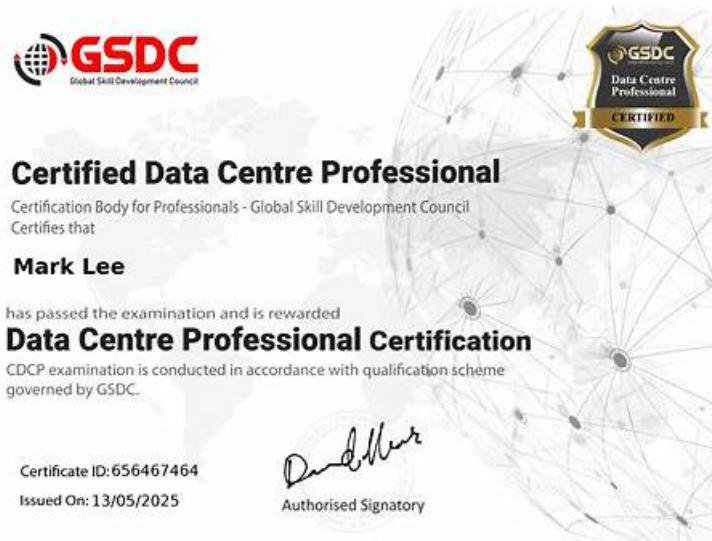 GSDC
Global Skill Development Council
GSDC
Data Centre
Professional
CERTIFIED
Certified Data Centre Professional
Certification Body for Professionals - Global Skill Development Council
Certifies that
Mark Lee
has passed the examination and is rewarded
Data Centre Professional Certification
CDCP examination is conducted in accordance with qualification scheme
governed by GSDC.
Certificate ID: 656467464
Issued On: 13/05/2025
Authorised Signatory